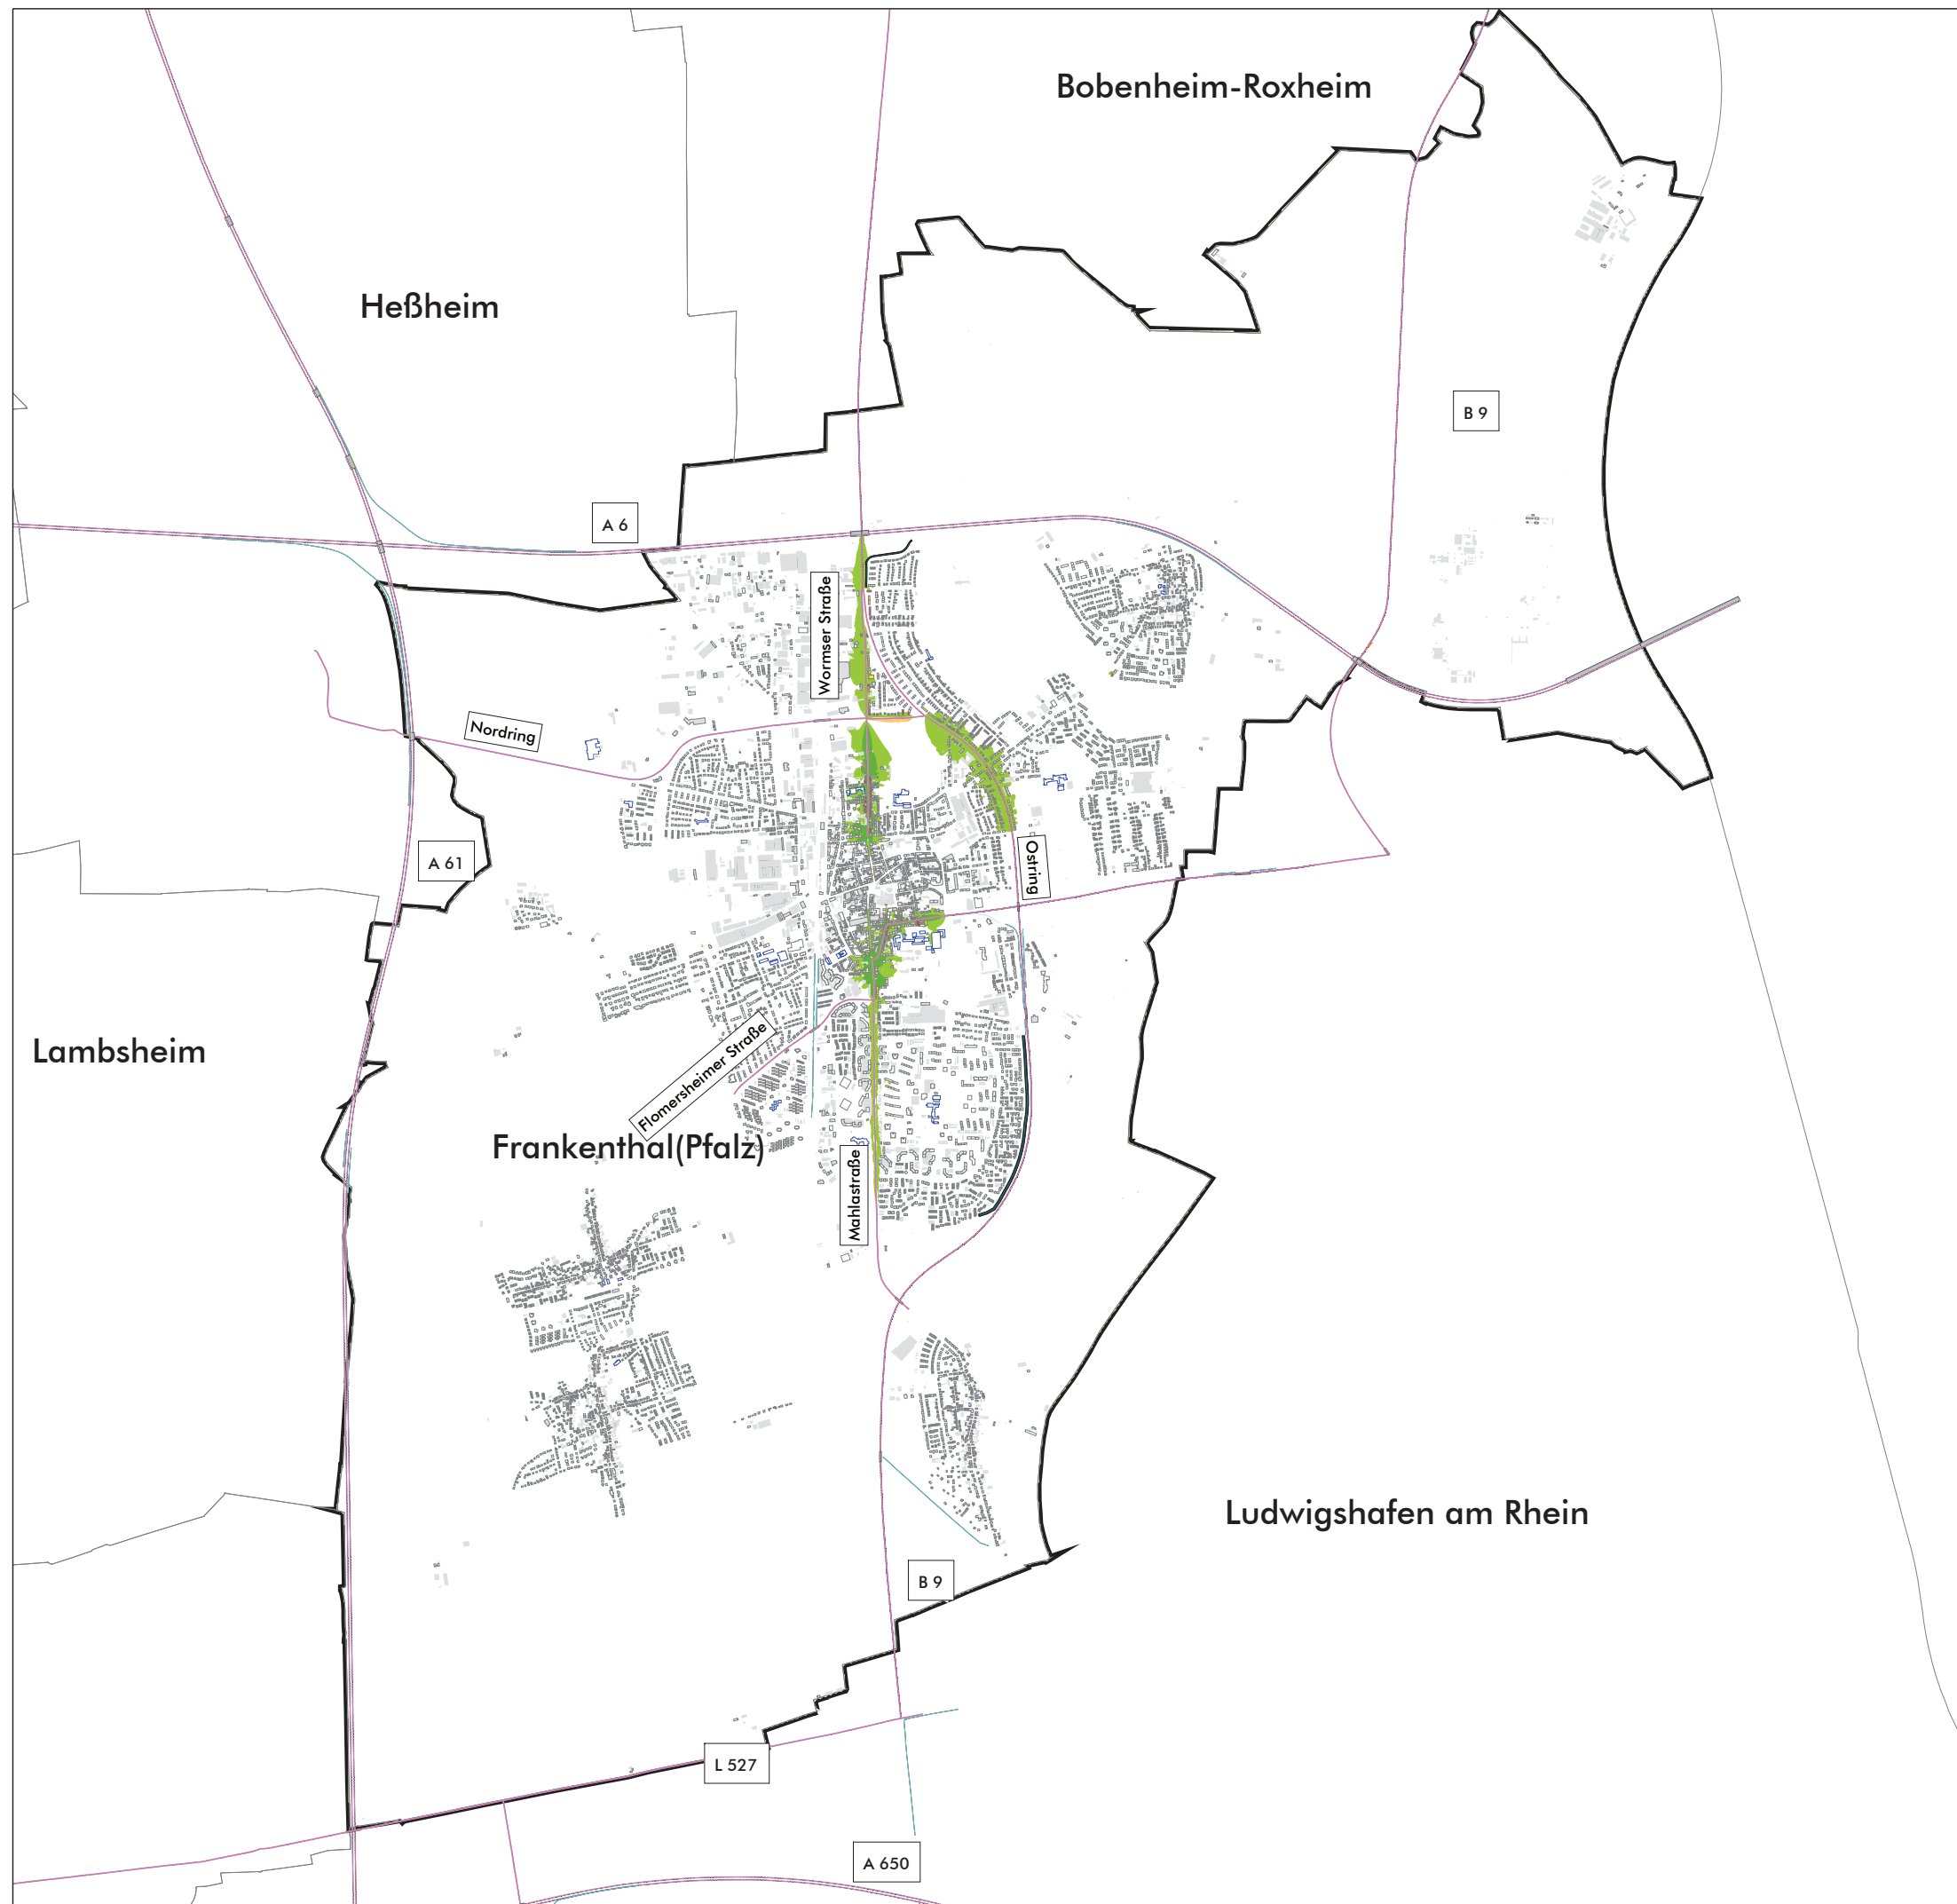 Bobenheim-Roxheim
Heßheim
B 9
A 6
Wormser Straße
Nordring
A 61
Ostring
Lambsheim
Flomersheimer Straße
Frankenthal(Pfalz)
Mahlastraße
Ludwigshafen am Rhein
B 9
L 527
A 650